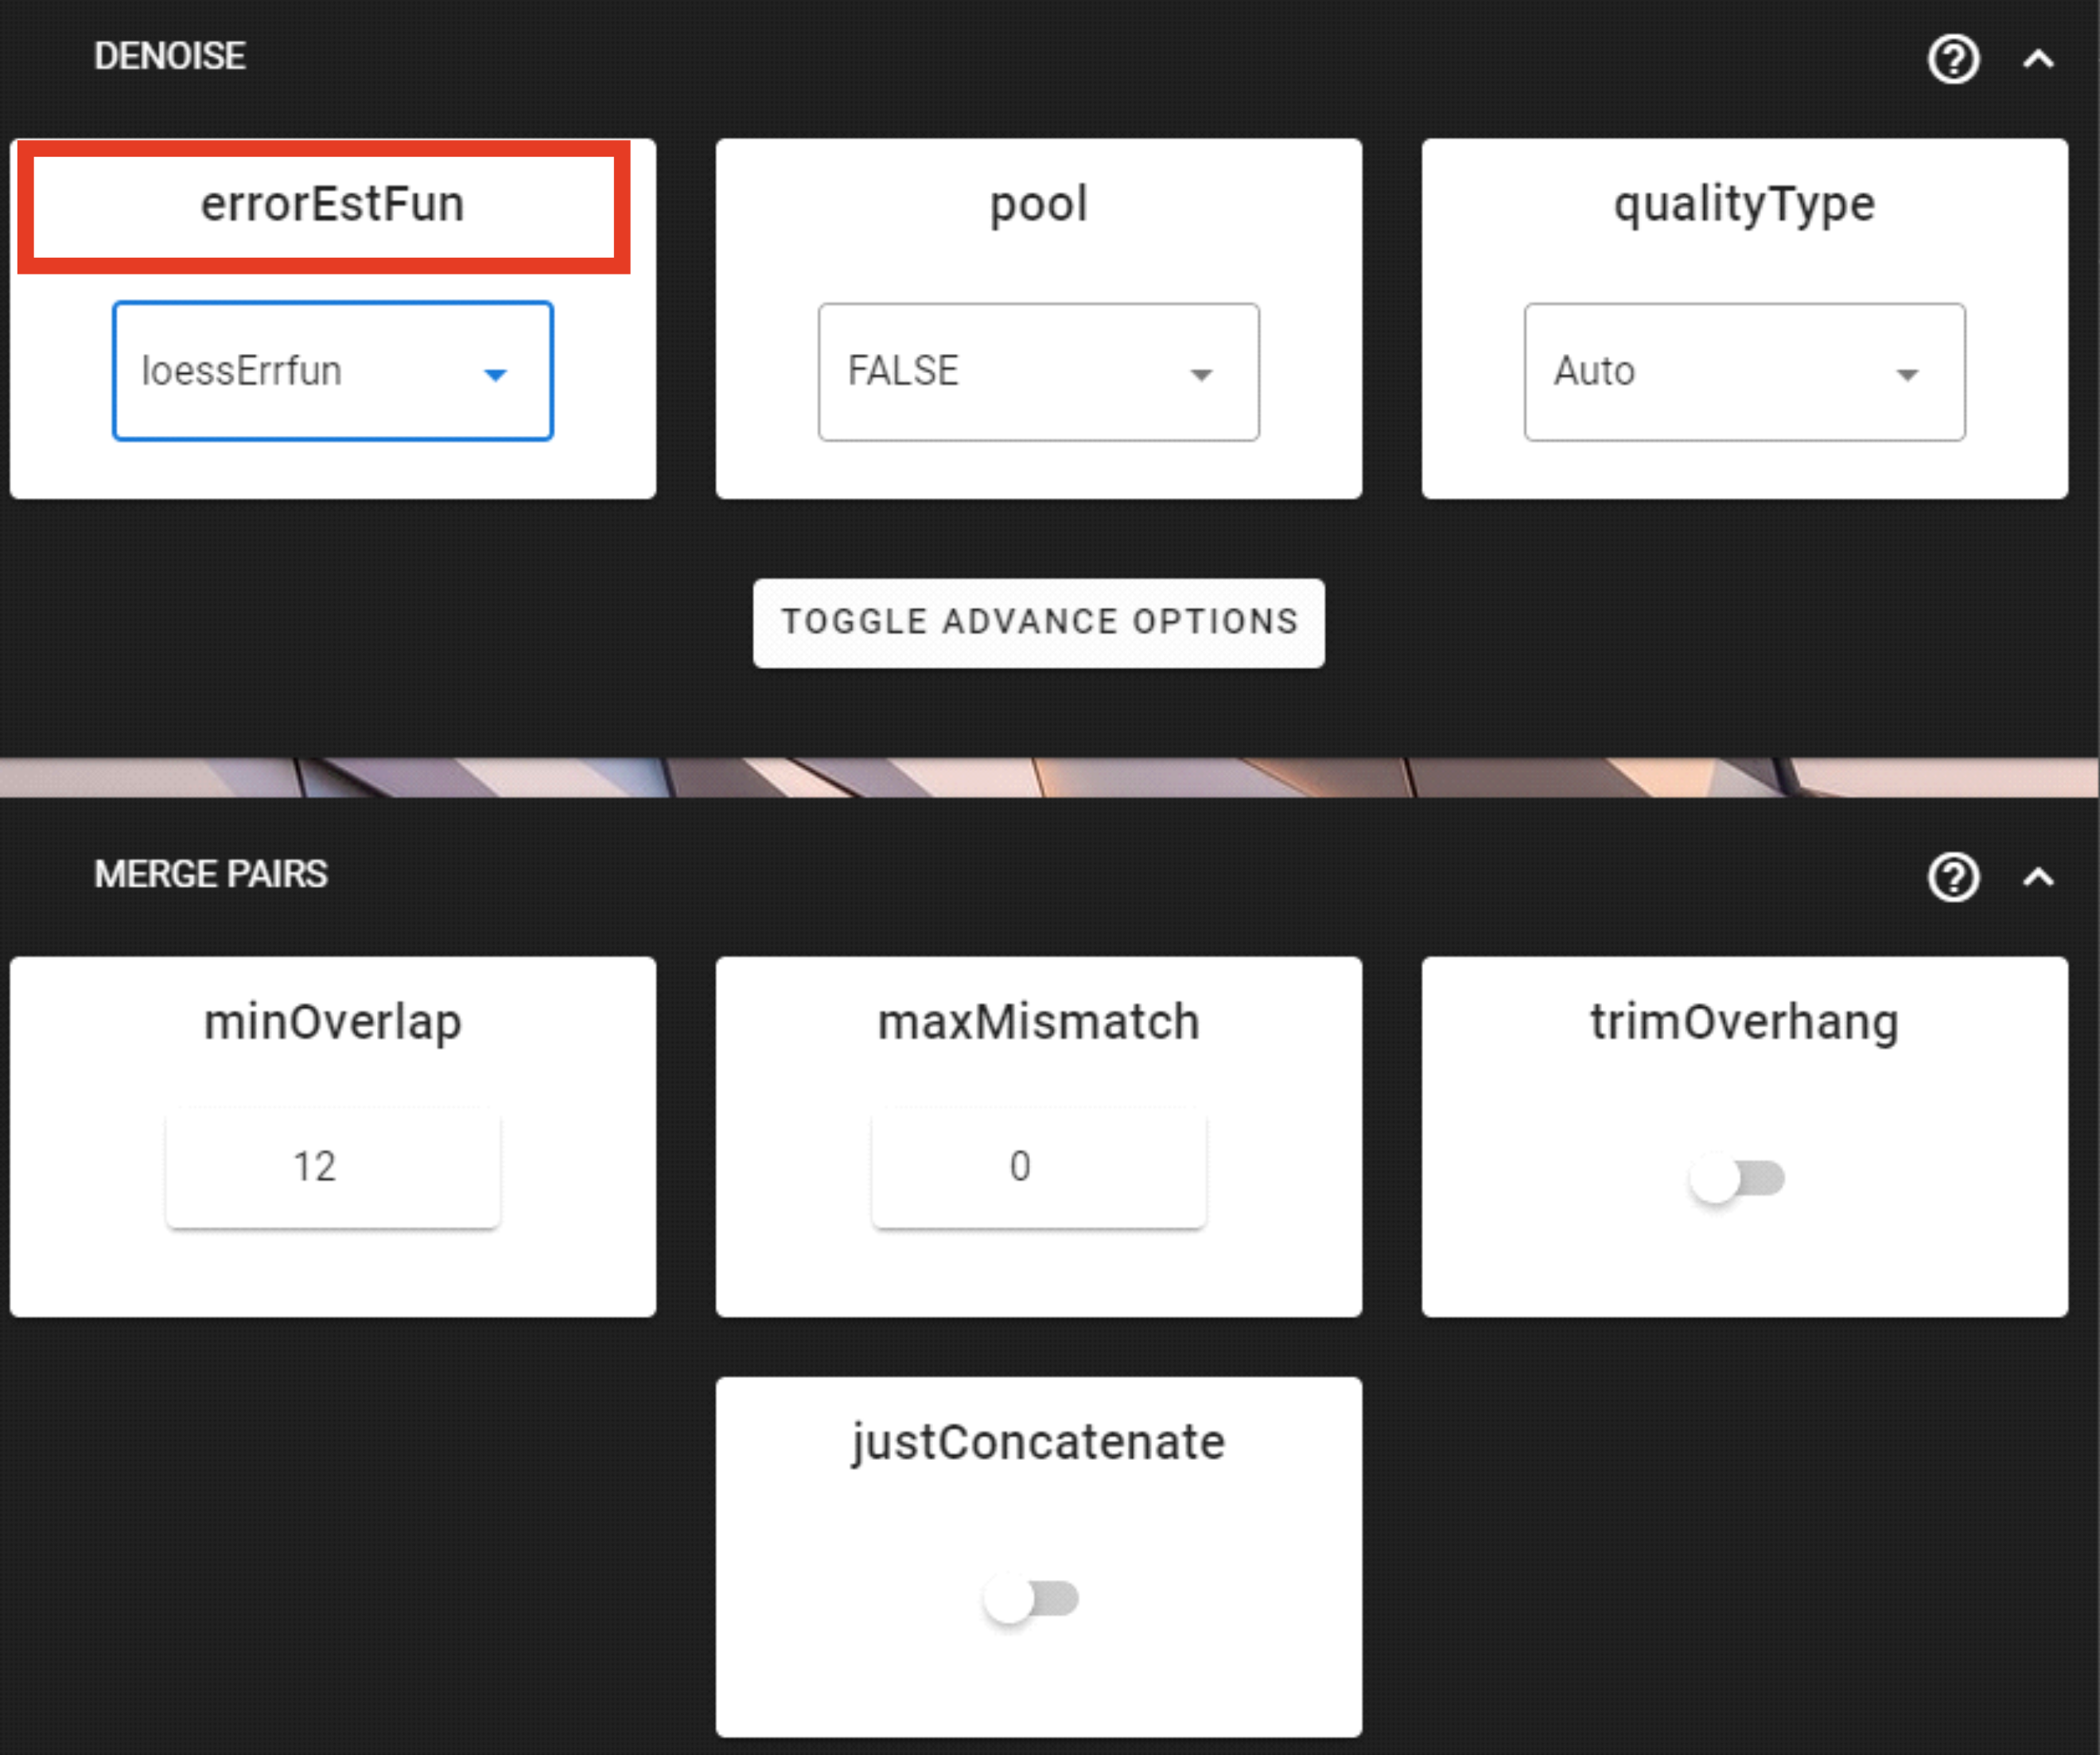 DENOISE
errorEstFun
pool
qualityType
loessErrfun
FALSE
Auto
TOGGLE ADVANCE OPTIONS
MERGE PAIRS
minOverlap
maxMismatch
trimOverhang
12
0
justConcatenate